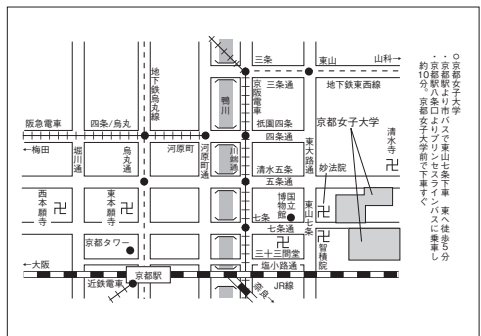 ○京都女子大学
・京都駅より市バスで東山七条下車　東へ徒歩5分
・京都駅八条口よりプリンセスラインバスに乗車し
約10分。京都女子大学前で下車すぐ
三条
東山
山科→
地下鉄烏丸線
京阪電車
三条通
地下鉄東西線
鴨川
祇園四条
阪急電車
四条/烏丸
四条通
京都女子大学
←梅田
堀川通
烏丸通
河原町
河原町通
川端通
清水五条
東大路通
妙法院
清水寺
五条通
西本願寺
東本願寺
博国物立館
七条
東山七条
七条通
京都タワー
三十三間堂
智積院
←大阪
塩小路通
京都駅
JR線
近鉄電車
奈良→